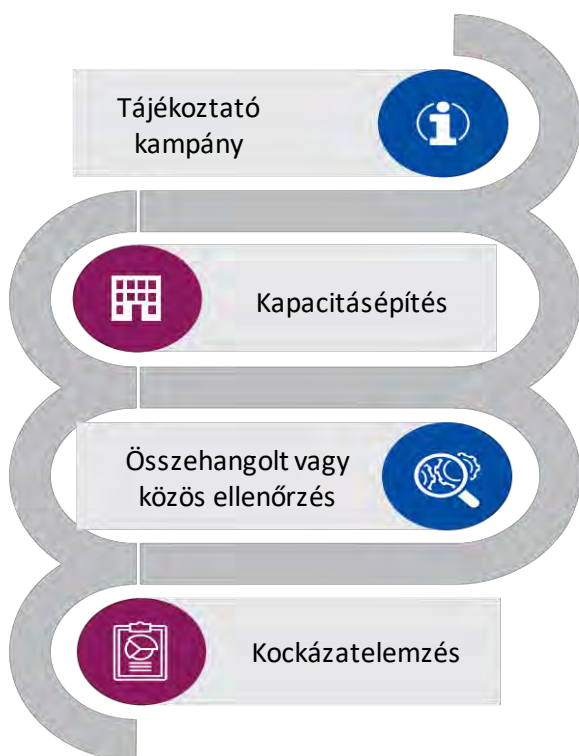 Tájékoztató
kampány
Kapacitásépítés
Összehangolt vagy
közös ellenőrzés
Kockázatelemzés